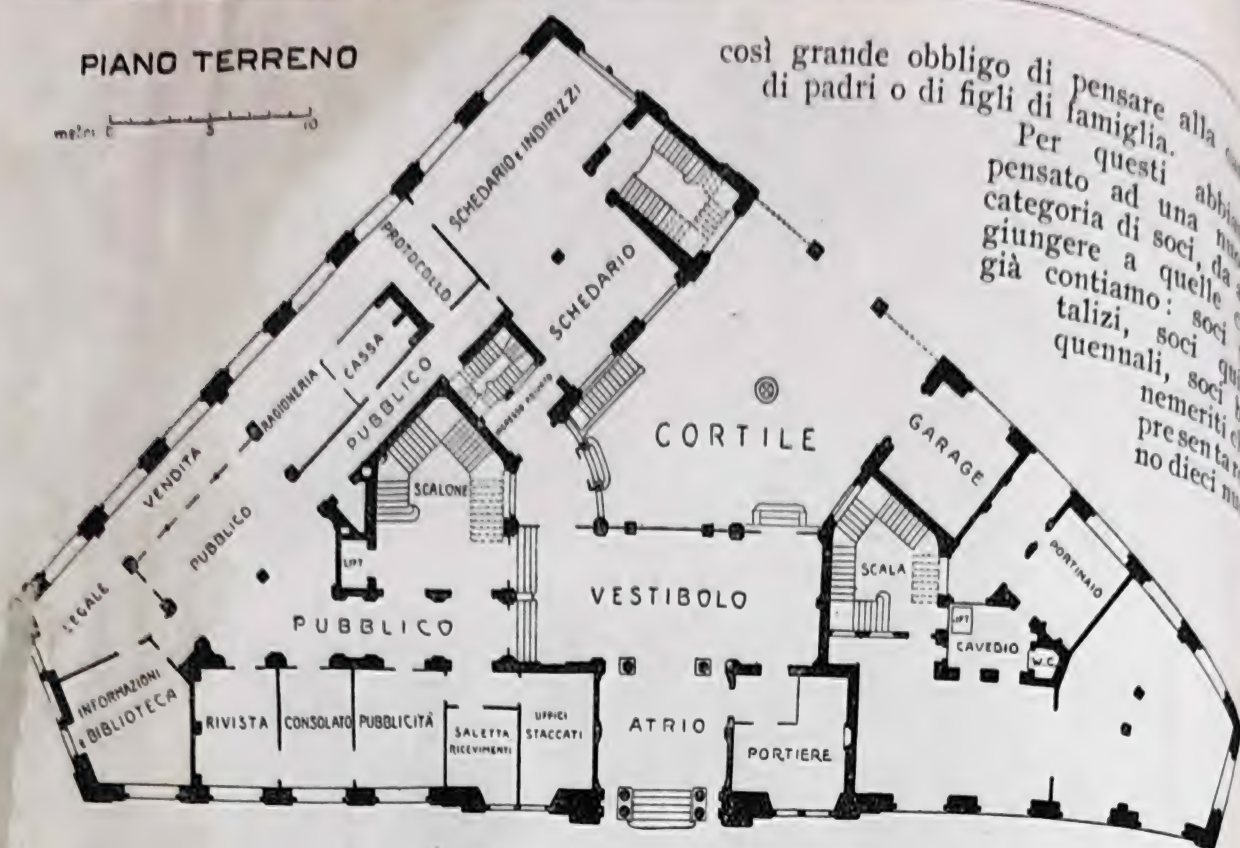 PIANO TERRENO
metri 0 5 10
così grande obbligo di pensare alla
di padri o di figli di famiglia.
Per questi
pensato ad una
categoria di soci, da
giungere a quelle
già contiamo: soci
talizi, soci
quennali, soci
nemeriti
presentare
no dieci
SCHEDARIO E INDIRIZZI
PROTOCOLLO
SCHEDARIO
CASSA
RAGIONERIA
PUBBLICO
INGRESSO PRIVATO
VENDITA
PUBBLICO
SCALONE
LIFT
LEGALE
PUBBLICO
INFORMAZIONI
E BIBLIOTECA
RIVISTA
CONSOLATO
PUBBLICITÀ
SALETTA
RICEVIMENTI
UFFICI
STACCATI
CORTILE
VESTIBOLO
ATRIO
PORTIERE
GARAGE
SCALA
LIFT
CAVEDIO
W.C.
PORTINAIO